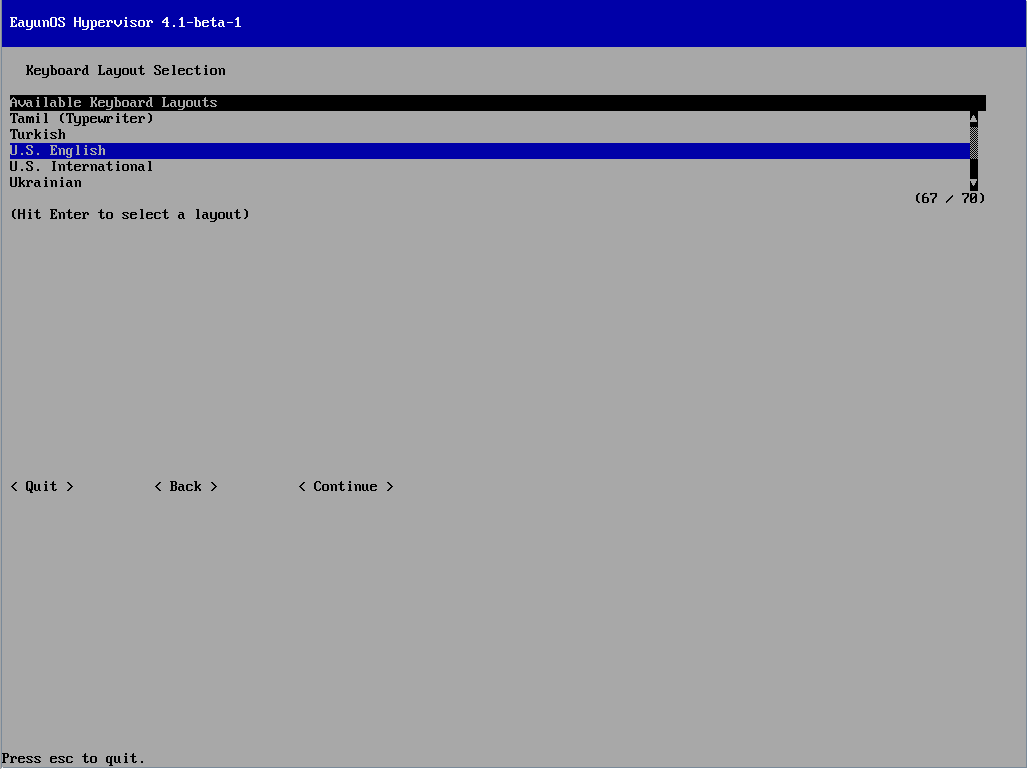 EayunOS Hypervisor 4.1-beta-1
Keyboard Layout Selection
Available Keyboard Layouts
Tamil (Typewriter)
Turkish
U.S. English
U.S. International
Ukrainian
(67 / 70)
(Hit Enter to select a layout)
< Quit > < Back > < Continue >
Press esc to quit.